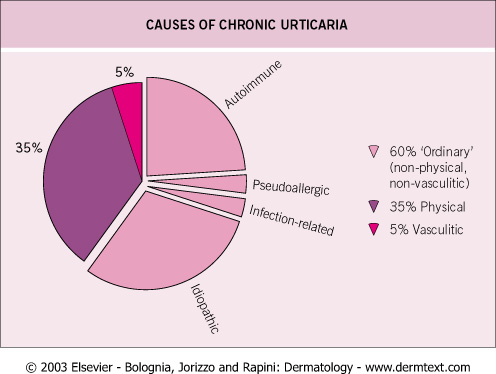 CAUSES OF CHRONIC URTICARIA
5%
Autoimmune
35%
Pseudoallergic
Infection-related
Idiopathic
60% ‘Ordinary’
(non-physical,
non-vasculitic)
35% Physical
5% Vasculitic
© 2003 Elsevier - Bolognia, Jorizzo and Rapini: Dermatology - www.dermtext.com